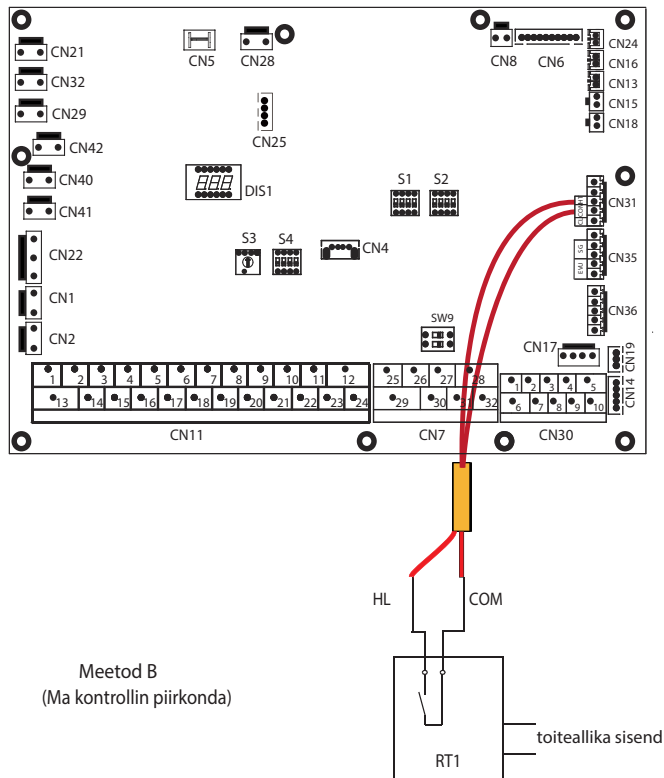 CN21
CN5
CN28
CN8
CN6
CN24
CN32
CN16
CN13
CN29
CN15
CN25
CN18
CN42
CN40
DIS1
S1
S2
CN31
CN41
S3
S4
CN4
CN22
SG
EVU
CN35
CN1
CN36
SW9
CN2
CN17
CN19
1 2 3 4 5 6 7 8 9 10 11 12
25 26 27 28
1 2 3 4 5
CN14
13 14 15 16 17 18 19 20 21 22 23 24
29 30 31 32
6 7 8 9 10
CN11
CN7
CN30
HL
COM
Meetod B
(Ma kontrollin piirkonda)
toiteallika sisend
RT1